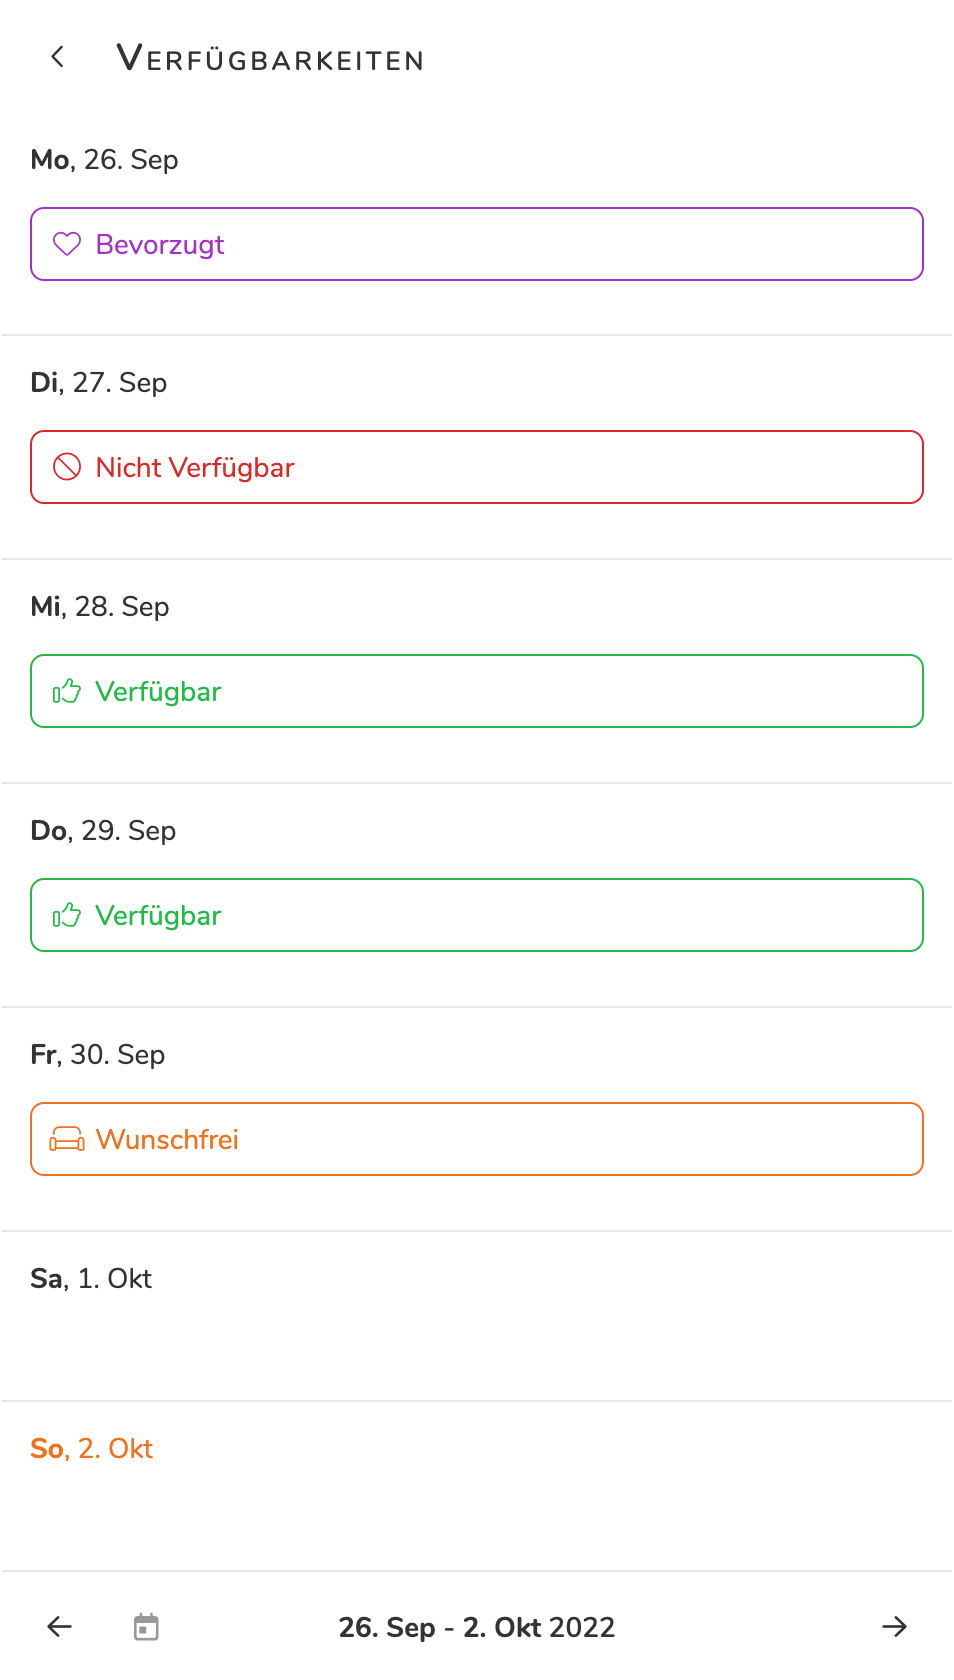 Verfügbarkeiten
Mo, 26. Sep
Bevorzugt
Di, 27. Sep
Nicht Verfügbar
Mi, 28. Sep
Verfügbar
Do, 29. Sep
Verfügbar
Fr, 30. Sep
Wunschfrei
Sa, 1. Okt
So, 2. Okt
26. Sep - 2. Okt 2022